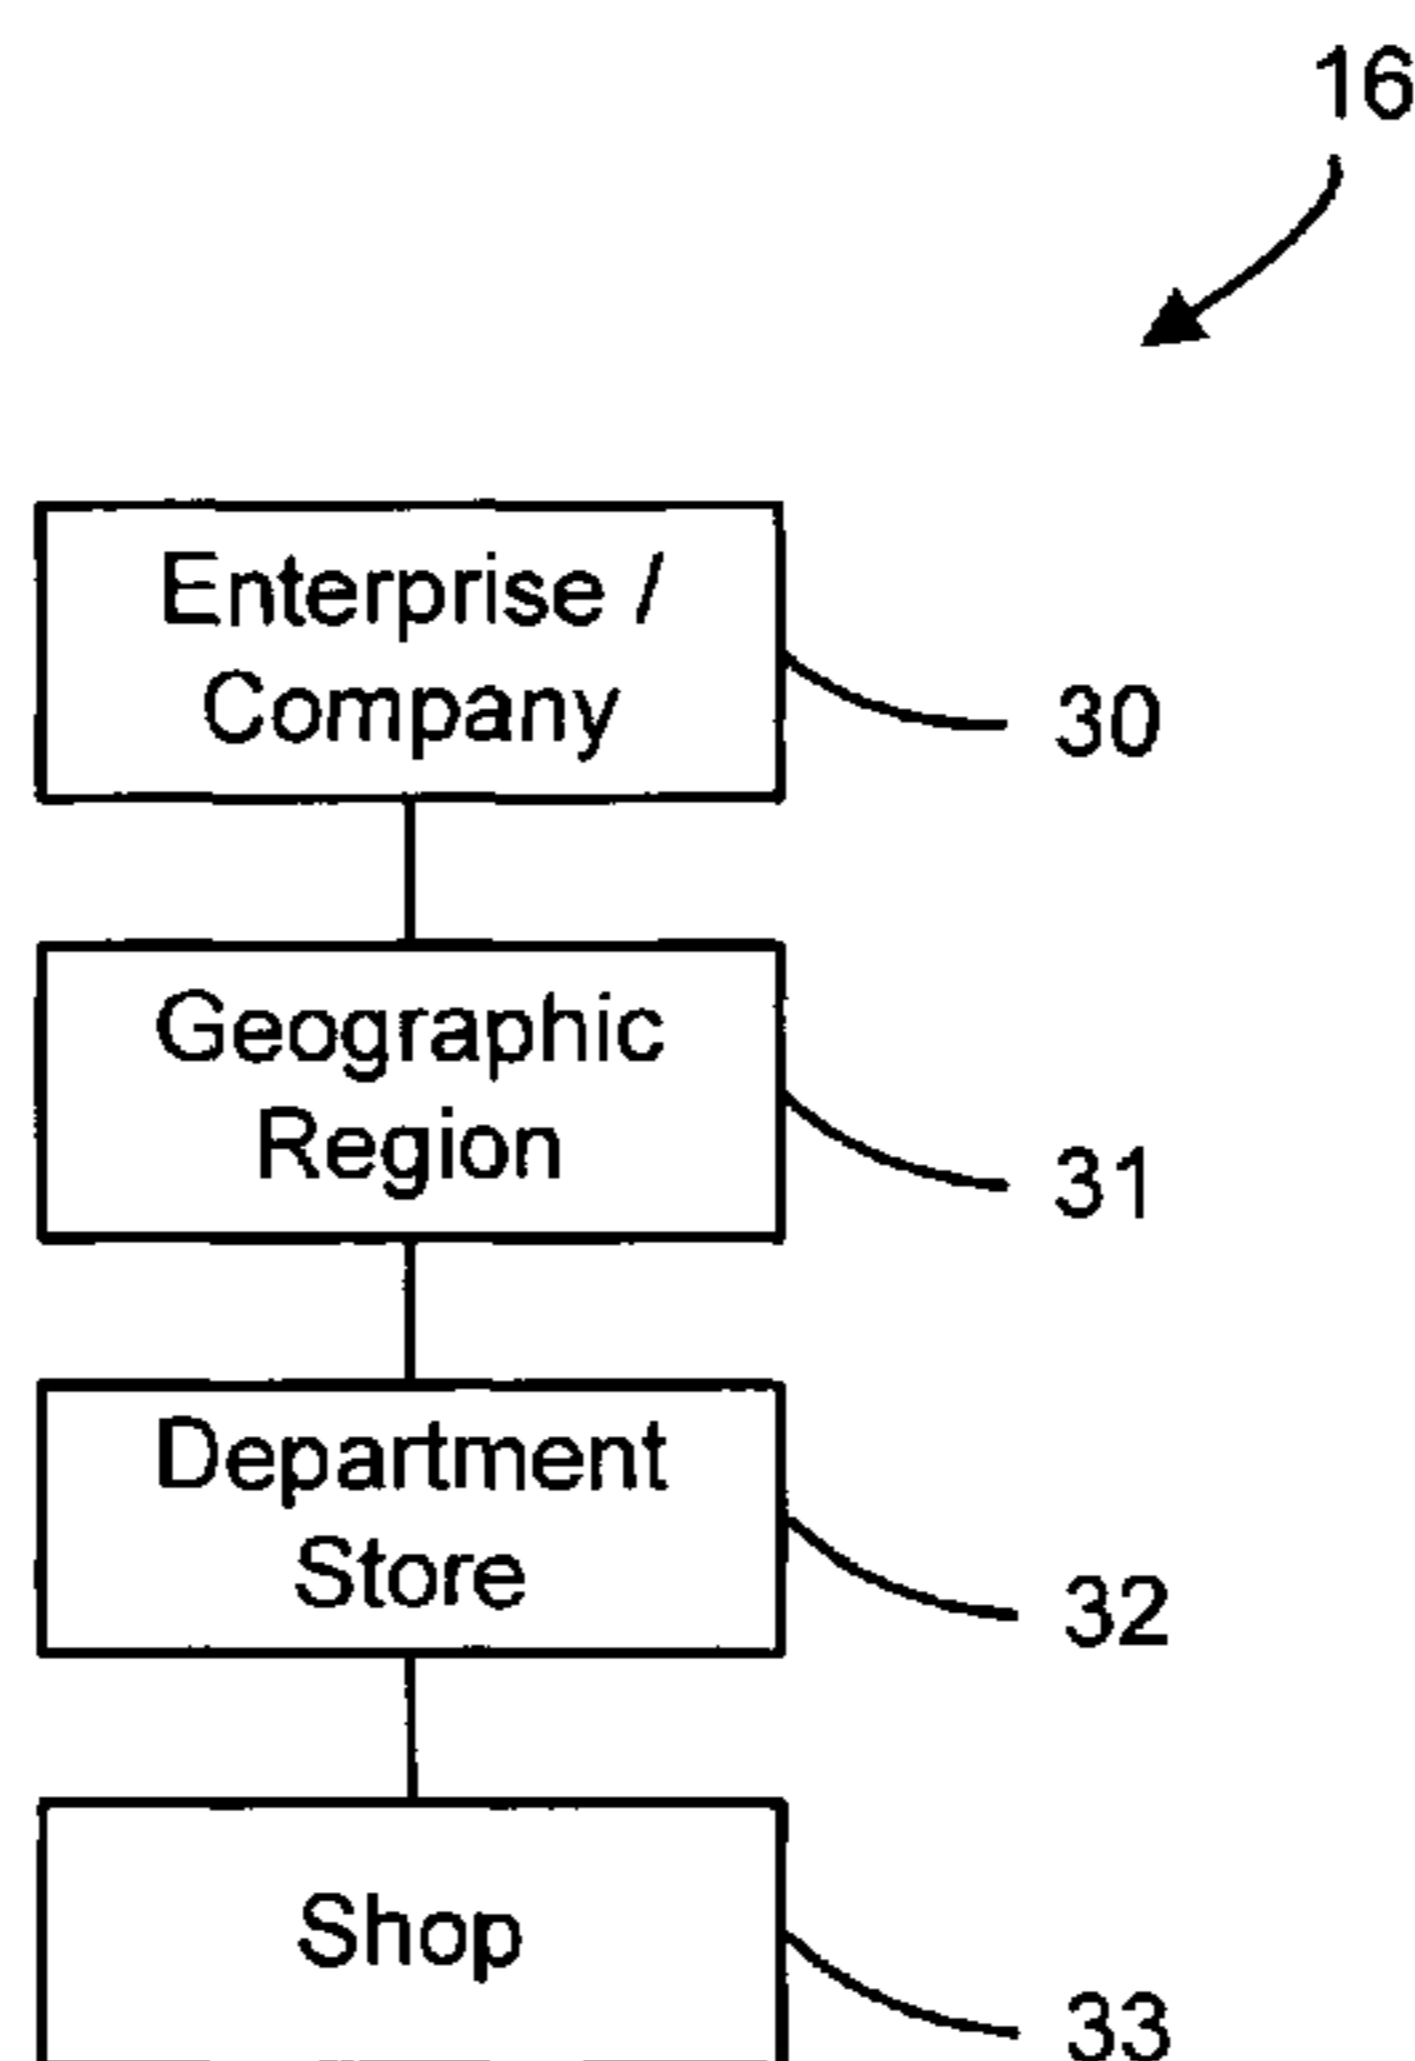 16
Enterprise /
Company
30
Geographic
Region
31
Department
Store
32
Shop
33